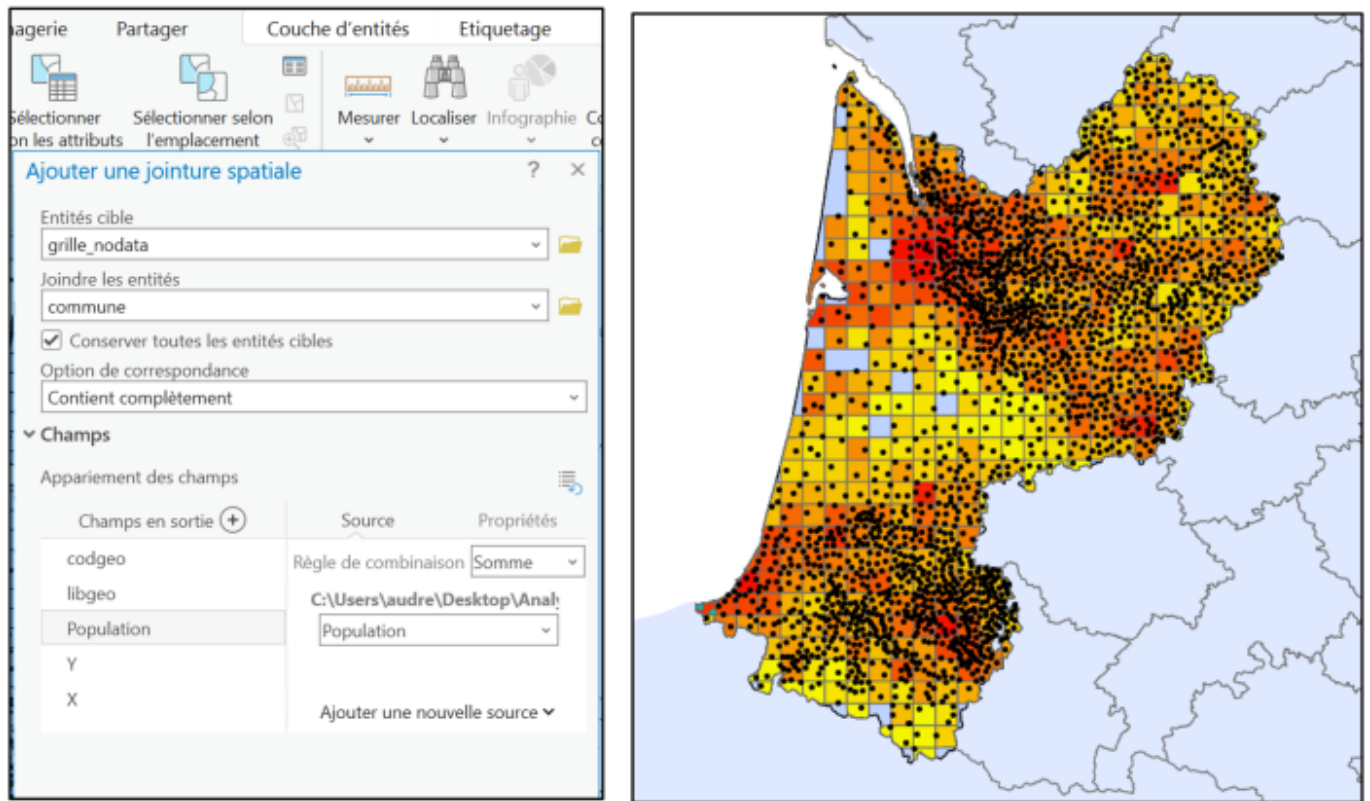 nagerie Partager Couche d'entités Etiquetage
Sélectionner Sélectionner selon Mesurer Localiser Infographie Co
on les attributs l'emplacement
Ajouter une jointure spatiale ? ×
Entités cible
grille_nodata
Joindre les entités
commune
Conserver toutes les entités cibles
Option de correspondance
Contient complètement
Champs
Appariement des champs
Champs en sortie Source Propriétés
codgeo Règle de combinaison Somme
libgeo C:\Users\audre\Desktop\Analy
Population Population
Y
X Ajouter une nouvelle source